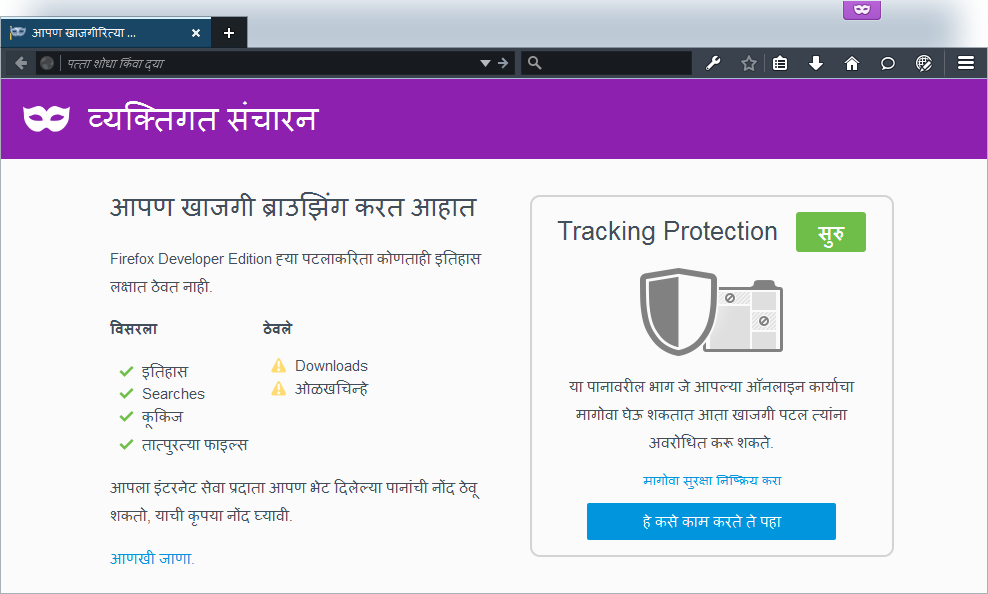 आपण खाजगीरित्या ...
पत्ता शोधा किंवा द्या
व्यक्तिगत संचारन
आपण खाजगी ब्राउझिंग करत आहात
Firefox Developer Edition ह्या पटलाकरिता कोणताही इतिहास
लक्षात ठेवत नाही.
विसरला
ठेवले
इतिहास
Searches
कूकिज
तात्पुरत्या फाइल्स
Downloads
ओळखचिन्हे
आपला इंटरनेट सेवा प्रदाता आपण भेट दिलेल्या पानांची नोंद ठेवू
शकतो, याची कृपया नोंद घ्यावी.
आणखी जाणा.
Tracking Protection
सुरु
या पानावरील भाग जे आपल्या ऑनलाइन कार्याचा
मागोवा घेऊ शकतात आता खाजगी पटल त्यांना
अवरोधित करू शकते.
मागोवा सुरक्षा निष्क्रिय करा
हे कसे काम करते ते पहा